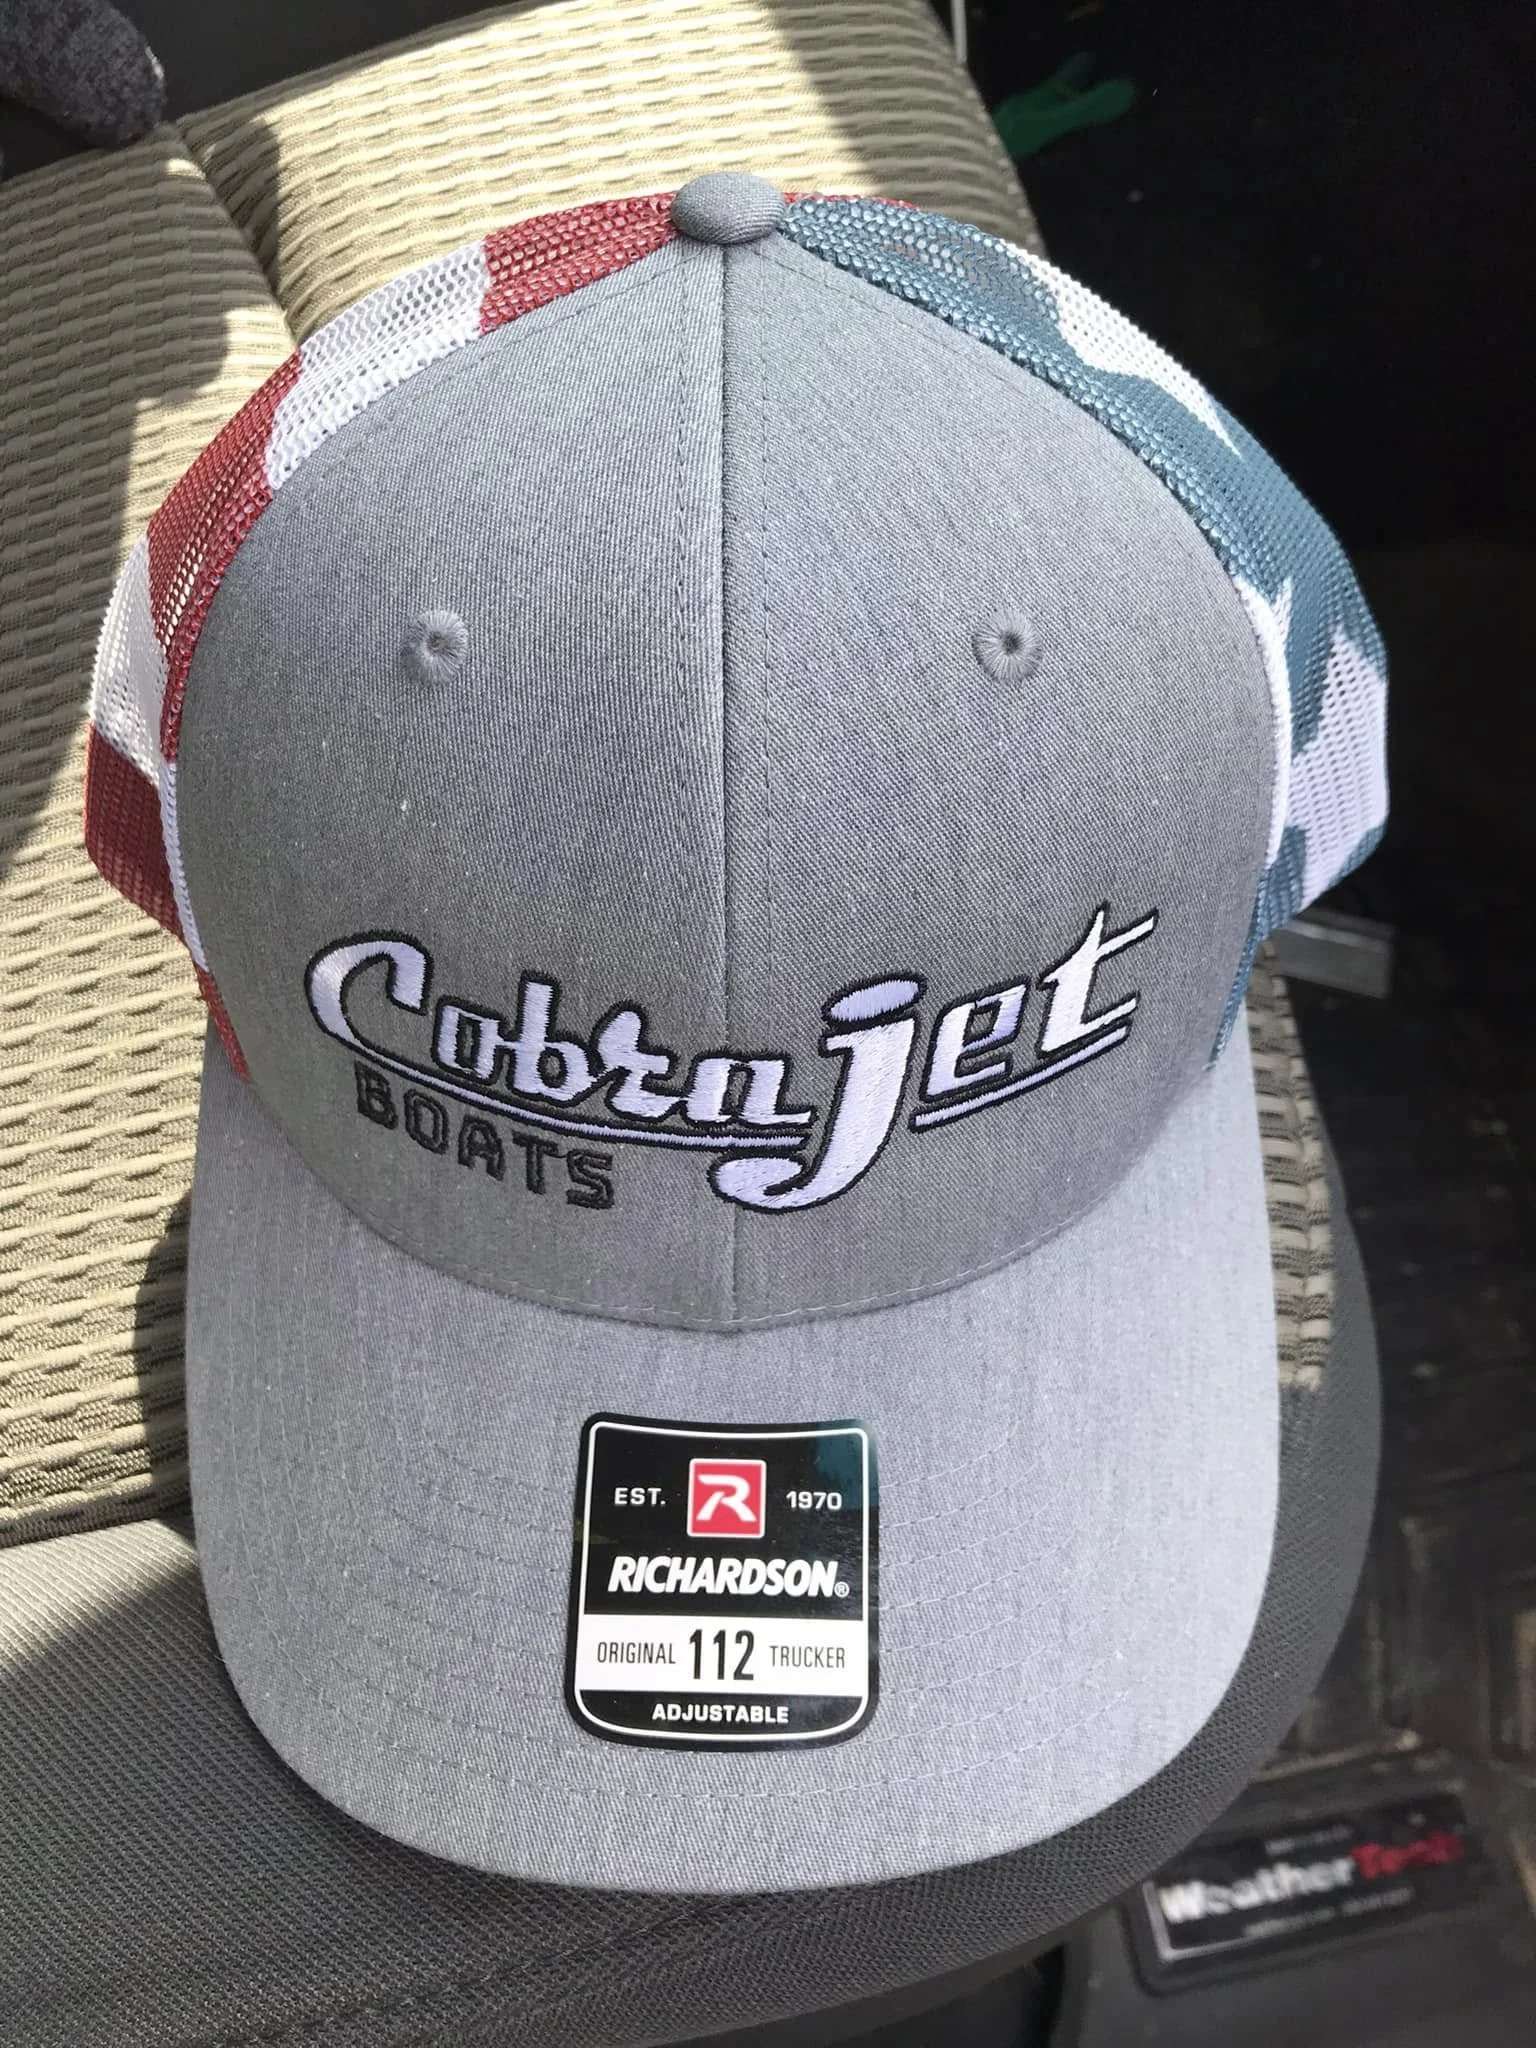 Cobra Jet
BOATS
EST. R 1970
RICHARDSON®
ORIGINAL 112 TRUCKER
ADJUSTABLE
WeatherTech